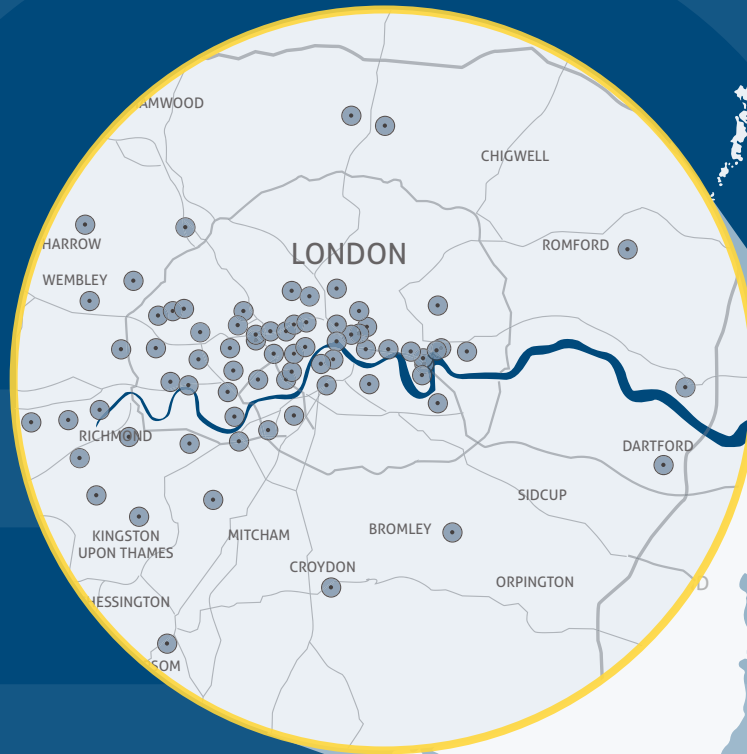 AMWOOD
CHIGWELL
HARROW
LONDON
ROMFORD
WEMBLEY
RICHMOND
DARTFORD
SIDCUP
KINGSTON
UPON THAMES
MITCHAM
BROMLEY
CROYDON
ORPINGTON
HESSINGTON
D
SOM